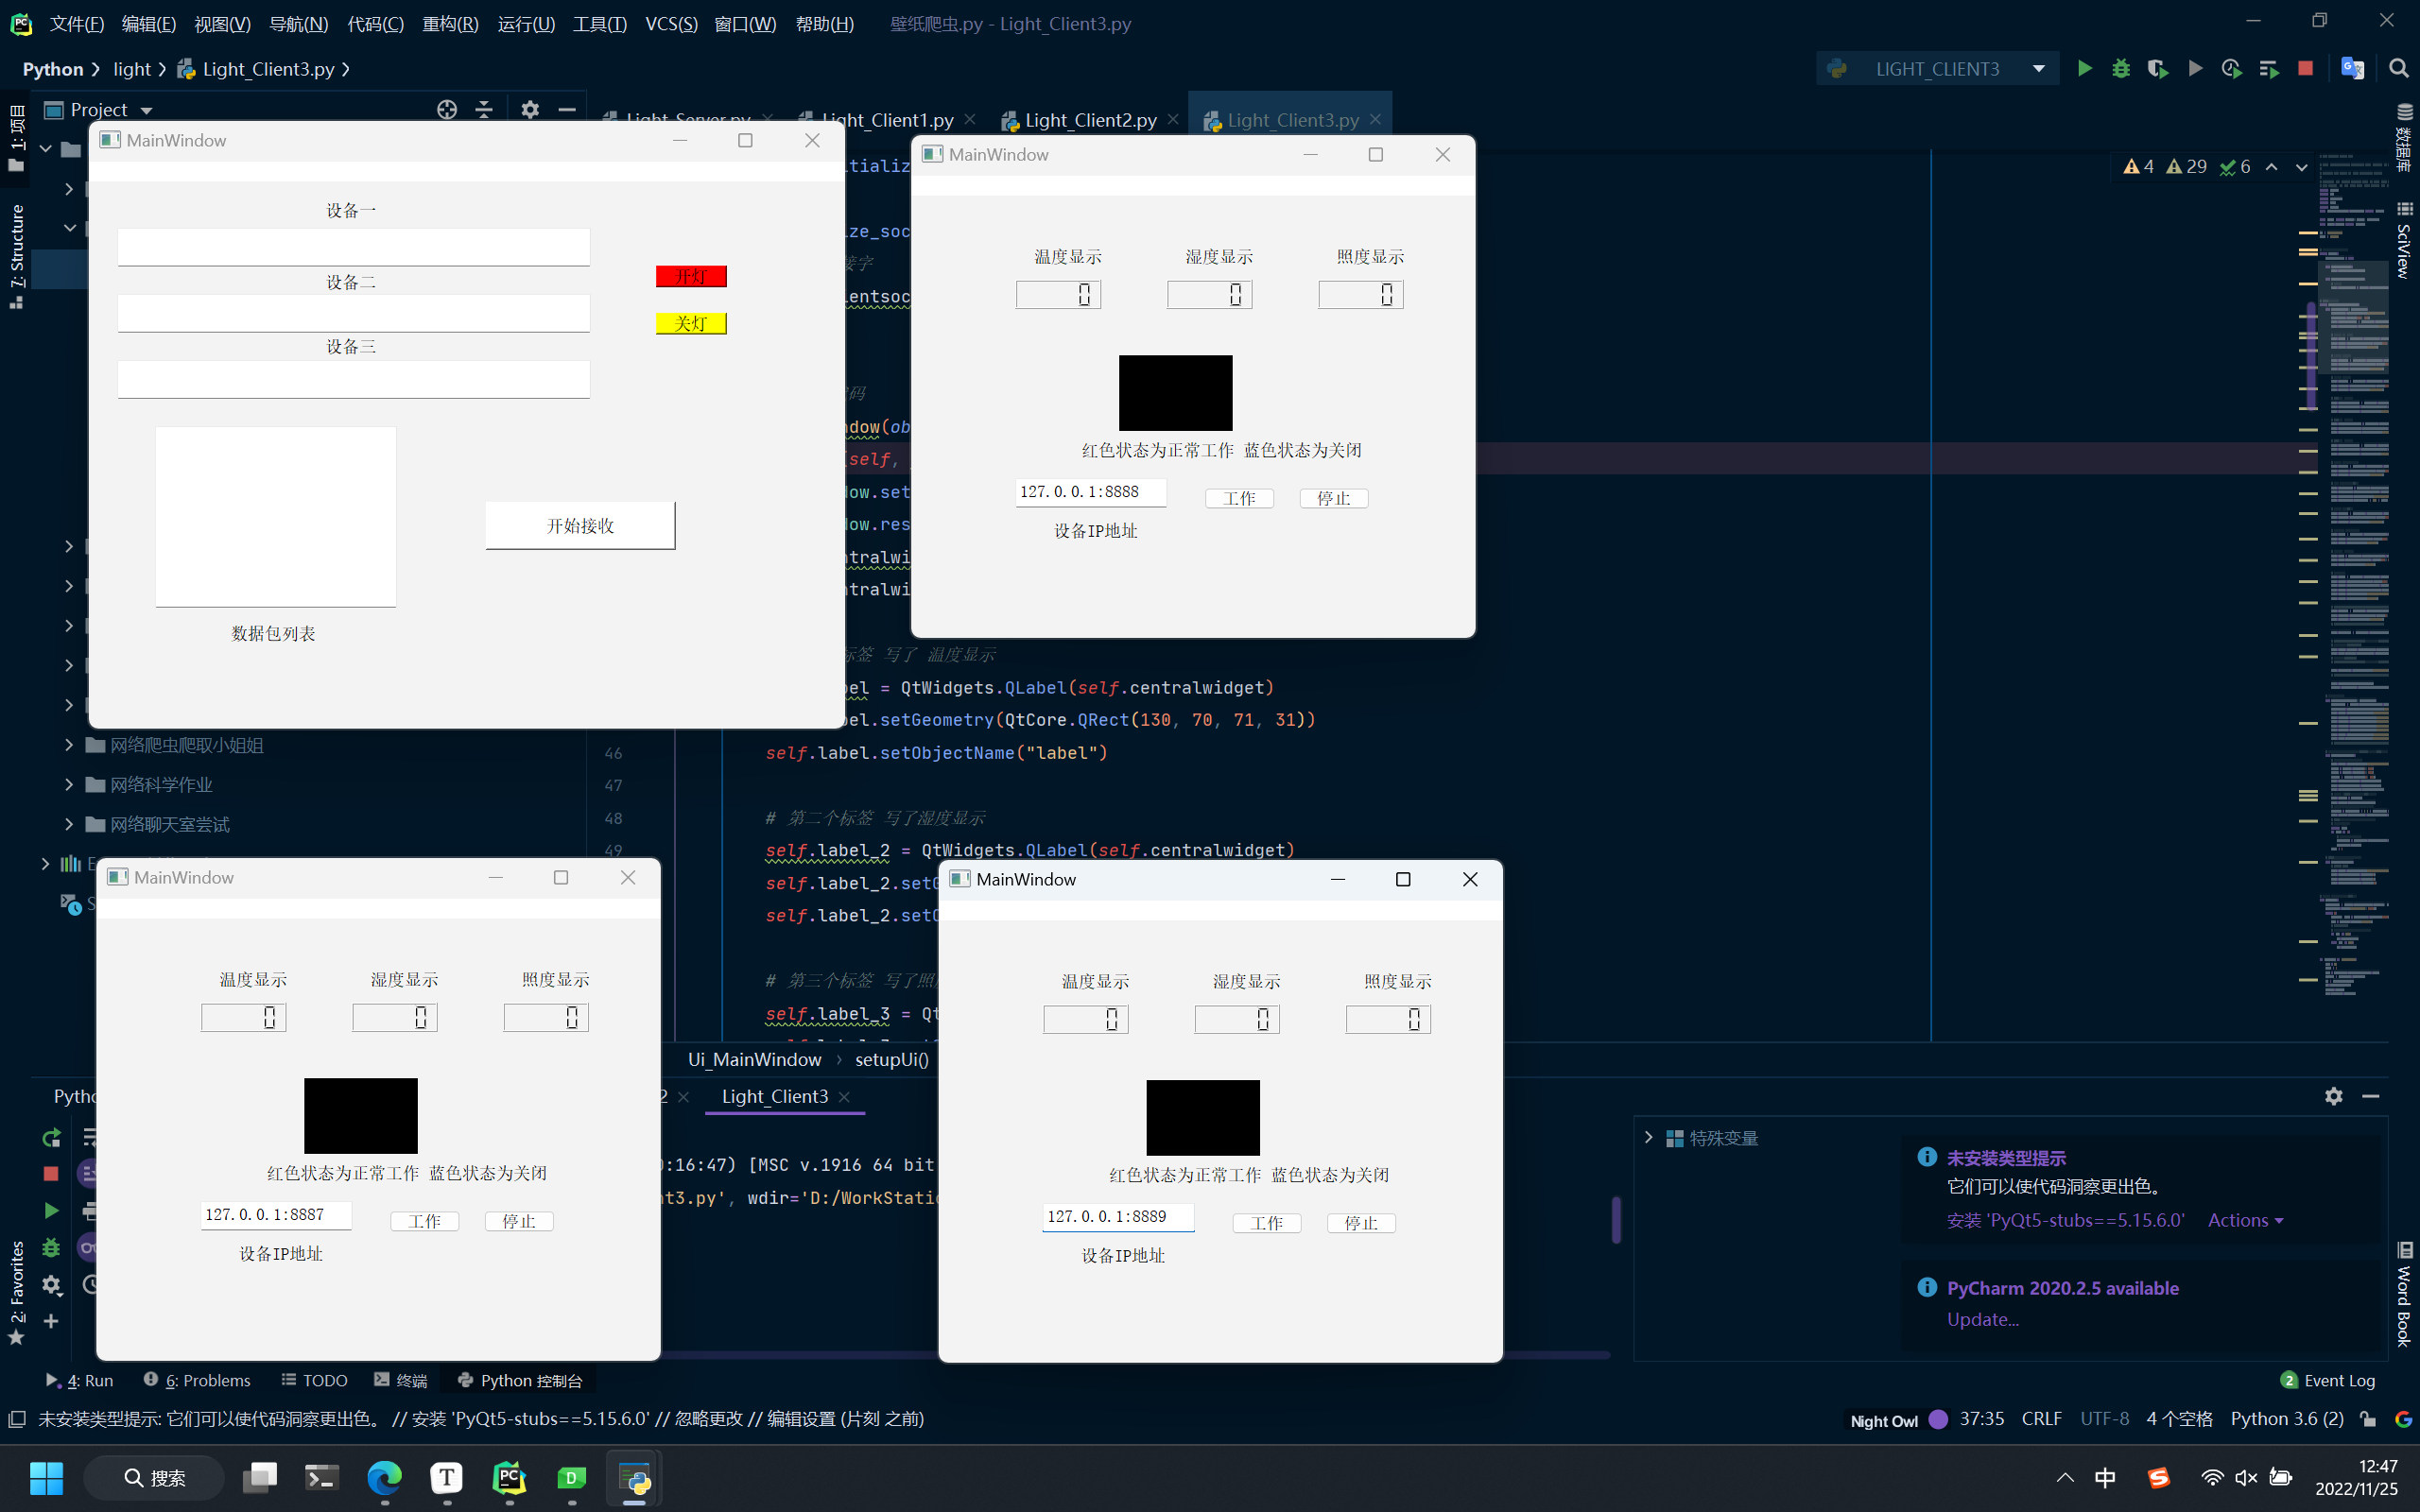 文件(F) 编辑(E) 视图(V) 导航(N) 代码(C) 重构(R) 运行(U) 工具(T) VCS(S) 窗口(W) 帮助(H) 壁纸爬虫.py - Light_Client3.py
Python light Light_Client3.py
LIGHT_CLIENT3
Project
Light_Server.py
Light_Client1.py
Light_Client2.py
Light_Client3.py
1: 项目
7: Structure
2: Favorites
数据库
SciView
Word Book
4 29 6
MainWindow
设备一
设备二
设备三
开灯
关灯
开始接收
数据包列表
MainWindow
温度显示 湿度显示 照度显示
0 0 0
红色状态为正常工作 蓝色状态为关闭
127.0.0.1:8888
工作 停止
设备IP地址
标签 写了 温度显示
= QtWidgets.QLabel(self.centralwidget)
.setGeometry(QtCore.QRect(130, 70, 71, 31))
46 self.label.setObjectName("label")
47
48 # 第二个标签 写了湿度显示
49 self.label_2 = QtWidgets.QLabel(self.centralwidget)
self.label_2.set
self.label_2.set
# 第三个标签 写了照
self.label_3 = Qt
网络爬虫爬取小姐姐
网络科学作业
网络聊天室尝试
MainWindow
温度显示 湿度显示 照度显示
0 0 0
红色状态为正常工作 蓝色状态为关闭
127.0.0.1:8887
工作 停止
设备IP地址
MainWindow
温度显示 湿度显示 照度显示
0 0 0
红色状态为正常工作 蓝色状态为关闭
127.0.0.1:8889
工作 停止
设备IP地址
Ui_MainWindow setupUi()
Light_Client3
:16:47) [MSC v.1916 64 bit
nt3.py', wdir='D:/WorkStati
特殊变量
未安装类型提示
它们可以使代码洞察更出色。
安装 'PyQt5-stubs==5.15.6.0' Actions
PyCharm 2020.2.5 available
Update...
4: Run 6: Problems TODO 终端 Python 控制台
2 Event Log
未安装类型提示: 它们可以使代码洞察更出色。 // 安装 'PyQt5-stubs==5.15.6.0' // 忽略更改 // 编辑设置 (片刻 之前)
Night Owl 37:35 CRLF UTF-8 4 个空格 Python 3.6 (2)
搜索
中
12:47
2022/11/25